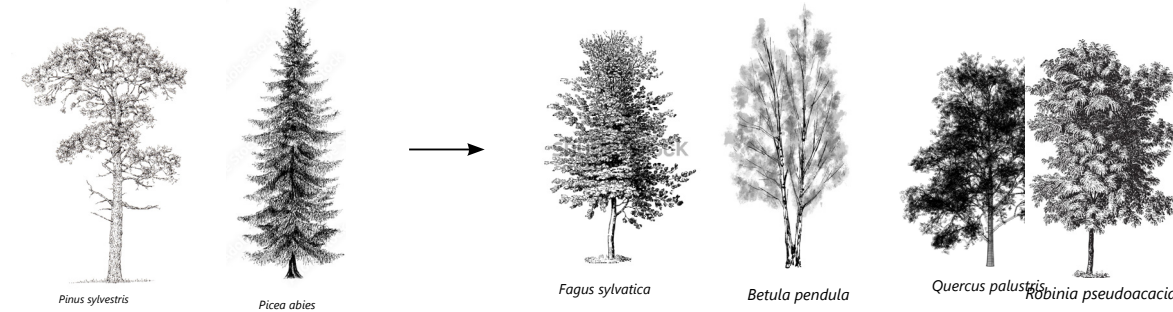 Pinus sylvestris
Picea abies
Fagus sylvatica
Betula pendula
Quercus palustris
Robinia pseudoacacia